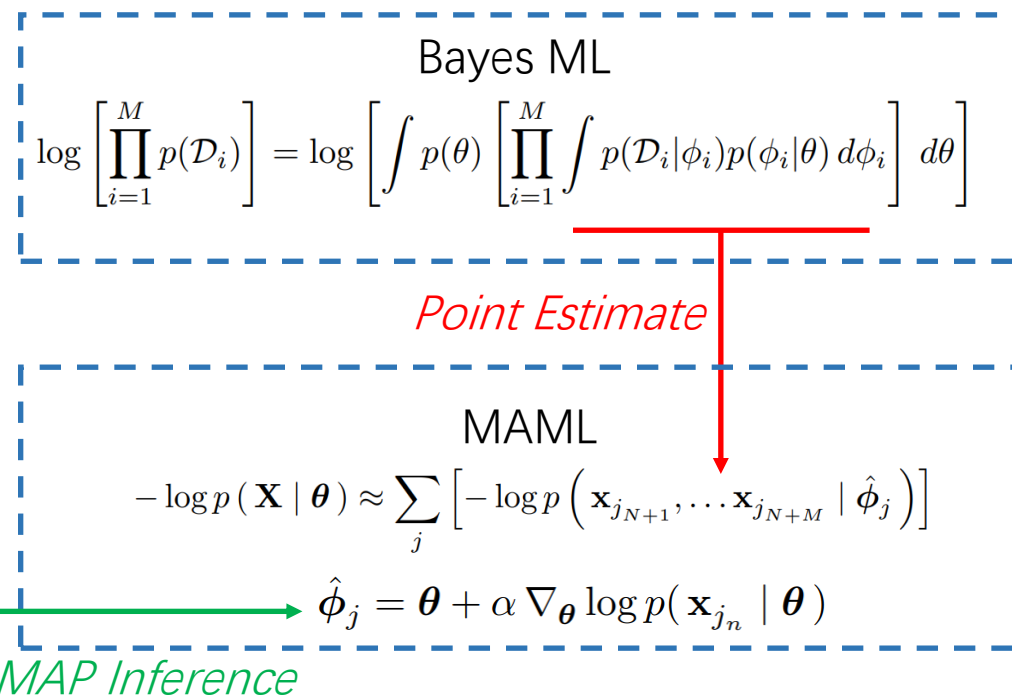 Bayes ML
log [ ∏_{i=1}^{M} p(𝒟_i) ] = log [ ∫ p(θ) [ ∏_{i=1}^{M} ∫ p(𝒟_i|ϕ_i)p(ϕ_i|θ) dϕ_i ] dθ ]
Point Estimate
MAML
− log p ( 𝐗 | 𝜽 ) ≈ ∑_j [ − log p ( 𝐱_{j_{N+1}}, … 𝐱_{j_{N+M}} | ϕ̂_j ) ]
ϕ̂_j = 𝜽 + α ∇_𝜽 log p( 𝐱_{j_n} | 𝜽 )
MAP Inference